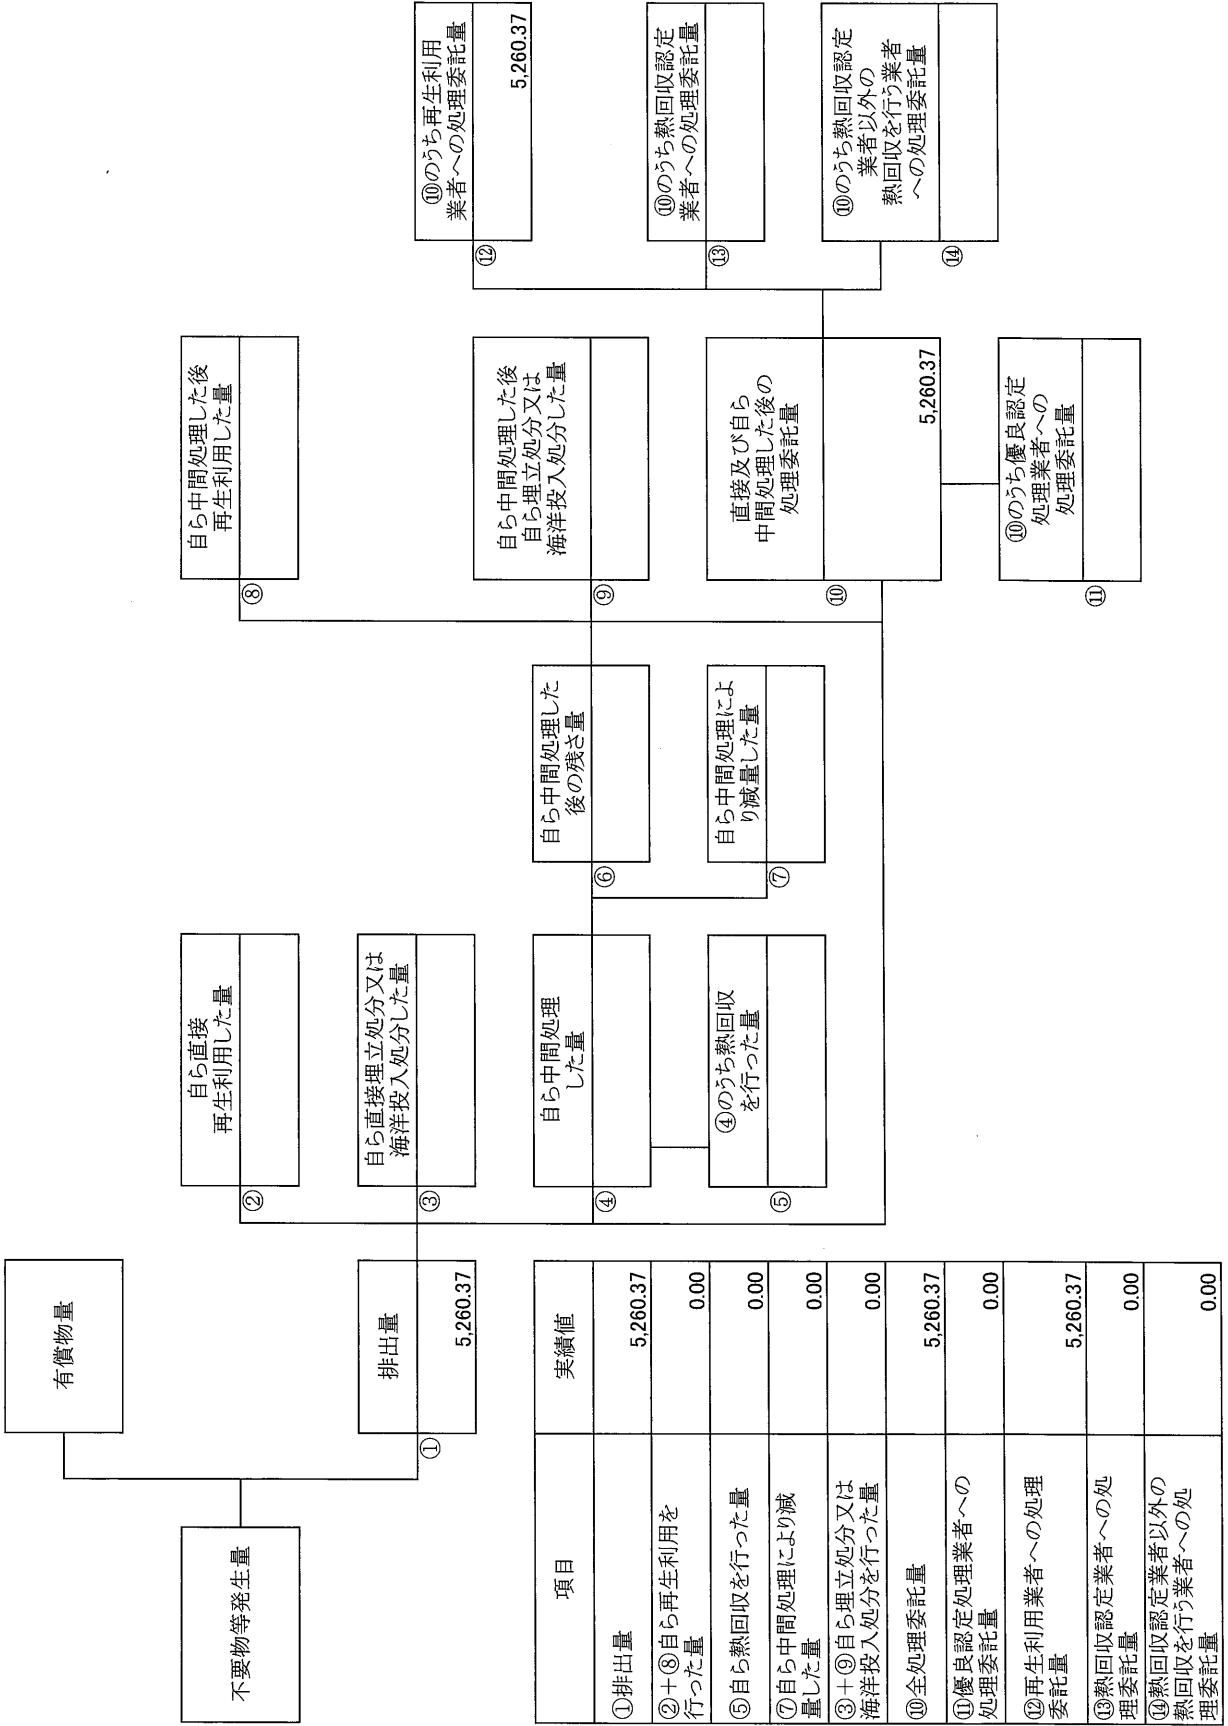 不要物等発生量
有償物量
排出量
①
5,260.37
自ら直接
再生利用した量
②
自ら直接埋立処分又は
海洋投入処分した量
③
自ら中間処理
した量
④
④のうち熱回収
を行った量
⑤
自ら中間処理した
後の残さ量
⑥
自ら中間処理によ
り減量した量
⑦
自ら中間処理した後
再生利用した量
⑧
自ら中間処理した後
自ら埋立処分又は
海洋投入処分した量
⑨
直接及び自ら
中間処理した後の
処理委託量
⑩
5,260.37
⑩のうち優良認定
処理業者への
処理委託量
⑪
⑩のうち再生利用
業者への処理委託量
⑫
5,260.37
⑩のうち熱回収認定
業者への処理委託量
⑬
⑩のうち熱回収認定
業者以外の
熱回収を行う業者
への処理委託量
⑭
項目 実績値
①排出量 5,260.37
②＋⑧自ら再生利用を
行った量 0.00
⑤自ら熱回収を行った量 0.00
⑦自ら中間処理により減
量した量 0.00
③＋⑨自ら埋立処分又は
海洋投入処分を行った量 0.00
⑩全処理委託量 5,260.37
⑪優良認定処理業者への
処理委託量 0.00
⑫再生利用業者への処理
委託量 5,260.37
⑬熱回収認定業者への処
理委託量 0.00
⑭熱回収認定業者以外の
熱回収を行う業者への処
理委託量 0.00